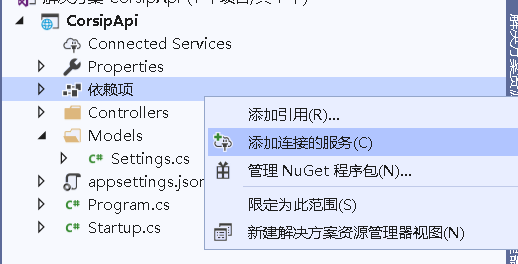 CorsipApi
Connected Services
Properties
依赖项
Controllers
Models
C# Settings.cs
appsettings.json
C# Program.cs
C# Startup.cs
添加引用(R)...
添加连接的服务(C)
管理 NuGet 程序包(N)...
限定为此范围(S)
新建解决方案资源管理器视图(N)